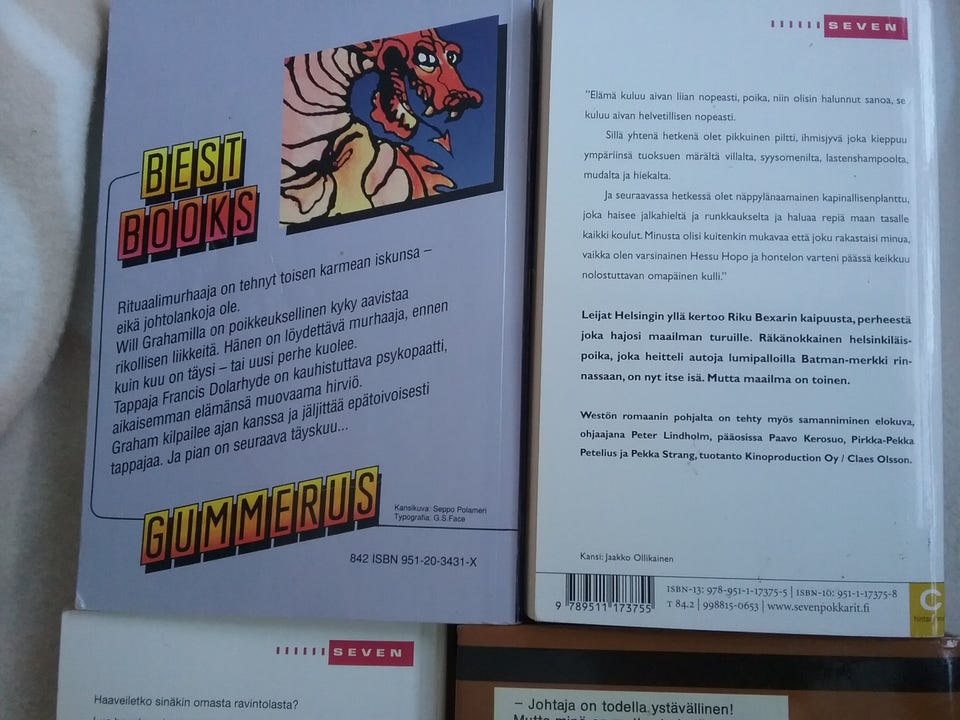 BEST
BOOKS
Rituaalimurhaaja on tehnyt toisen karmean iskunsa –
eikä johtolankoja ole.
Will Grahamilla on poikkeuksellinen kyky aavistaa
rikollisen liikkeitä. Hänen on löydettävä murhaaja, ennen
kuin kuu on täysi – tai uusi perhe kuolee.
Tappaja Francis Dolarhyde on kauhistuttava psykopaatti,
aikaisemman elämänsä muovaama hirviö.
Graham kilpailee ajan kanssa ja jäljittää epätoivoisesti
tappajaa. Ja pian on seuraava täyskuu...
GUMMERUS
Kansikuva: Seppo Polameri
Typografia: G.S.Face
842 ISBN 951-20-3431-X
SEVEN
"Elämä kuluu aivan liian nopeasti, poika, niin olisin halunnut sanoa, se
kuluu aivan helvetillisen nopeasti.
Sillä yhtenä hetkenä olet pikkuinen piltti, ihmisjyvä joka kieppuu
ympäriinsä tuoksuen märältä villalta, syysomenilta, lastenshampoolta,
mudalta ja hiekalta.
Ja seuraavassa hetkessä olet näppylänaamainen kapinallisenplanttu,
joka haisee jalkahieltä ja runkkaukselta ja haluaa repiä maan tasalle
kaikki koulut. Minusta olisi kuitenkin mukavaa että joku rakastaisi minua,
vaikka olen varsinainen Hessu Hopo ja hontelon varteni päässä keikkuu
nolostuttavan omapäinen kulli."
Leijat Helsingin yllä kertoo Riku Bexarin kaipuusta, perheestä
joka hajosi maailman turuille. Räkänokkainen helsinkiläis-
poika, joka heitteli autoja lumipalloilla Batman-merkki rin-
nassaan, on nyt itse isä. Mutta maailma on toinen.
Westön romaanin pohjalta on tehty myös samanniminen elokuva,
ohjaajana Peter Lindholm, pääosissa Paavo Kerosuo, Pirkka-Pekka
Petelius ja Pekka Strang, tuotanto Kinoproduction Oy / Claes Olsson.
Kansi: Jaakko Ollikainen
9 789511 173755
ISBN-13: 978-951-1-17375-5 | ISBN-10: 951-1-17375-8
T 84.2 | 998815-0653 | www.sevenpokkarit.fi
C
SEVEN
Haaveiletko sinäkin omasta ravintolasta?
– Johtaja on todella ystävällinen!